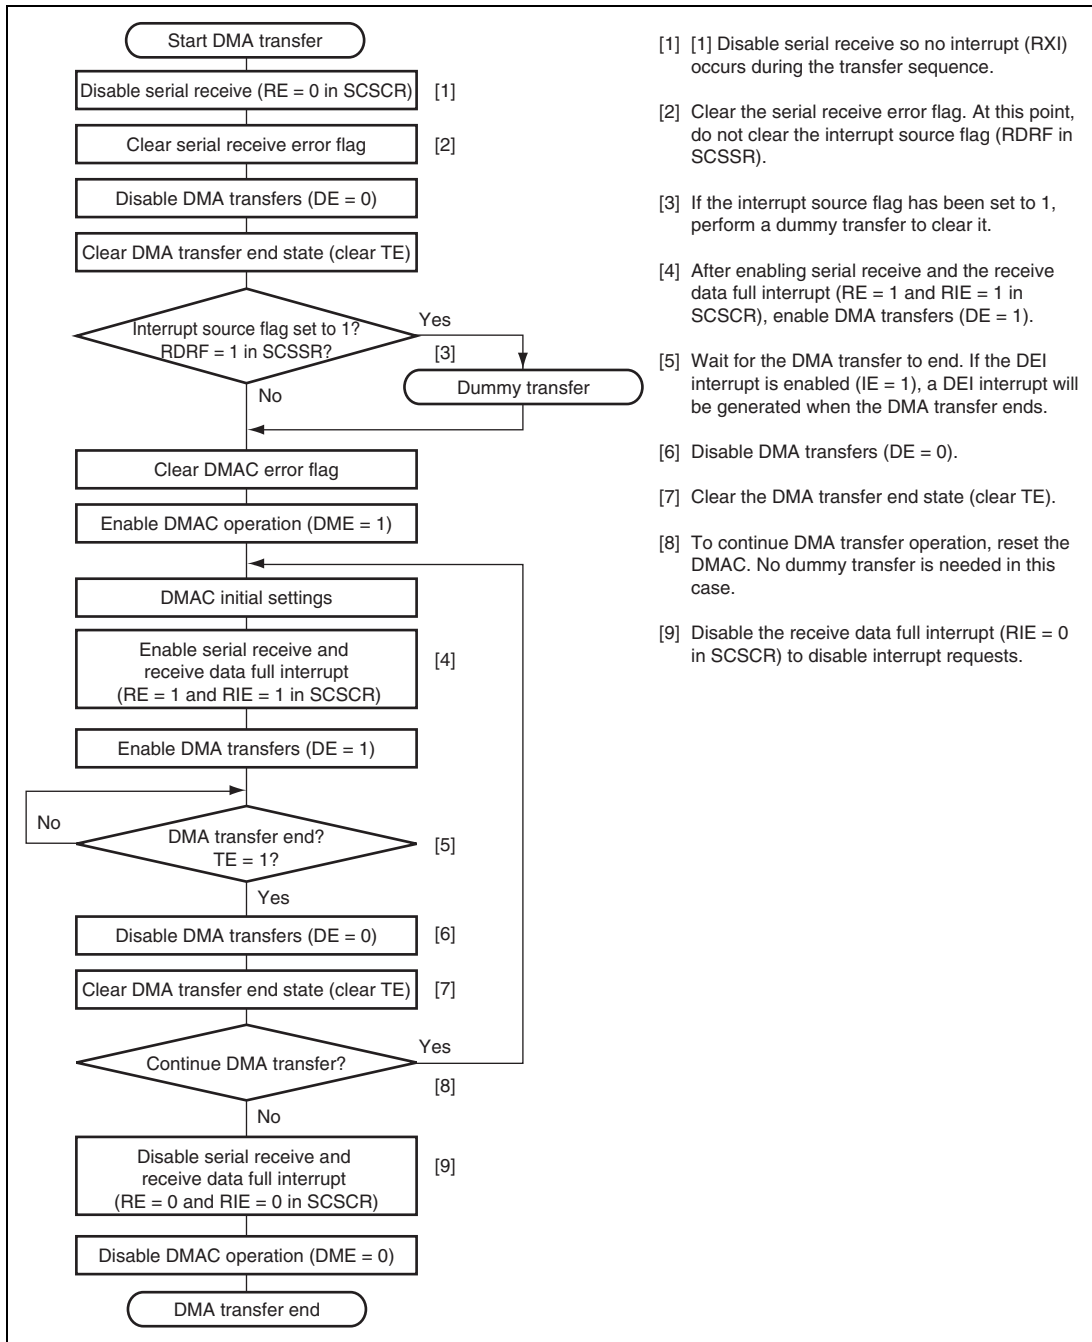 Start DMA transfer
Disable serial receive (RE = 0 in SCSCR) [1]
Clear serial receive error flag [2]
Disable DMA transfers (DE = 0)
Clear DMA transfer end state (clear TE)
Interrupt source flag set to 1?
RDRF = 1 in SCSSR?
Yes
[3]
Dummy transfer
No
Clear DMAC error flag
Enable DMAC operation (DME = 1)
DMAC initial settings
Enable serial receive and
receive data full interrupt
(RE = 1 and RIE = 1 in SCSCR)
[4]
Enable DMA transfers (DE = 1)
No
DMA transfer end?
TE = 1?
[5]
Yes
Disable DMA transfers (DE = 0) [6]
Clear DMA transfer end state (clear TE) [7]
Continue DMA transfer?
Yes
[8]
No
Disable serial receive and
receive data full interrupt
(RE = 0 and RIE = 0 in SCSCR)
[9]
Disable DMAC operation (DME = 0)
DMA transfer end
[1] [1] Disable serial receive so no interrupt (RXI)
occurs during the transfer sequence.
[2] Clear the serial receive error flag. At this point,
do not clear the interrupt source flag (RDRF in
SCSSR).
[3] If the interrupt source flag has been set to 1,
perform a dummy transfer to clear it.
[4] After enabling serial receive and the receive
data full interrupt (RE = 1 and RIE = 1 in
SCSCR), enable DMA transfers (DE = 1).
[5] Wait for the DMA transfer to end. If the DEI
interrupt is enabled (IE = 1), a DEI interrupt will
be generated when the DMA transfer ends.
[6] Disable DMA transfers (DE = 0).
[7] Clear the DMA transfer end state (clear TE).
[8] To continue DMA transfer operation, reset the
DMAC. No dummy transfer is needed in this
case.
[9] Disable the receive data full interrupt (RIE = 0
in SCSCR) to disable interrupt requests.